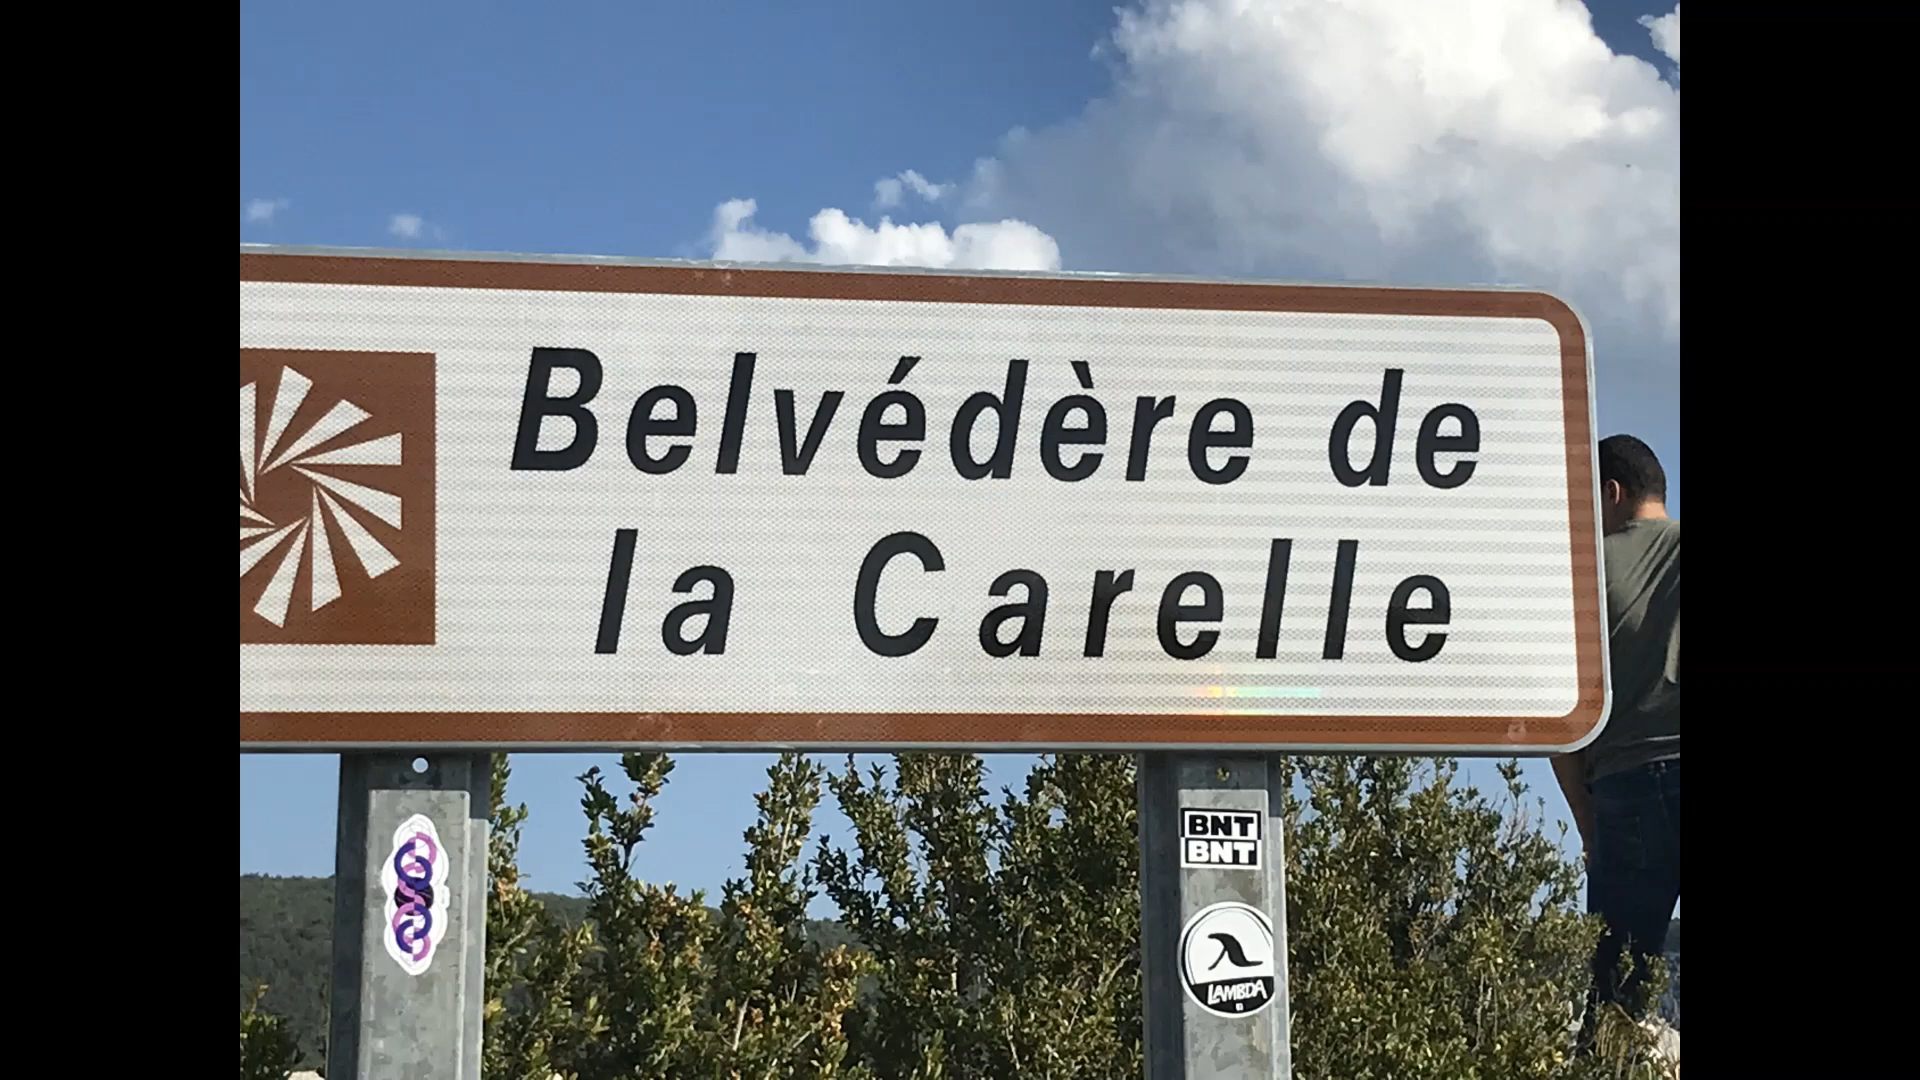 Belvédère de
la Carelle
BNT
BNT
LAMBDA